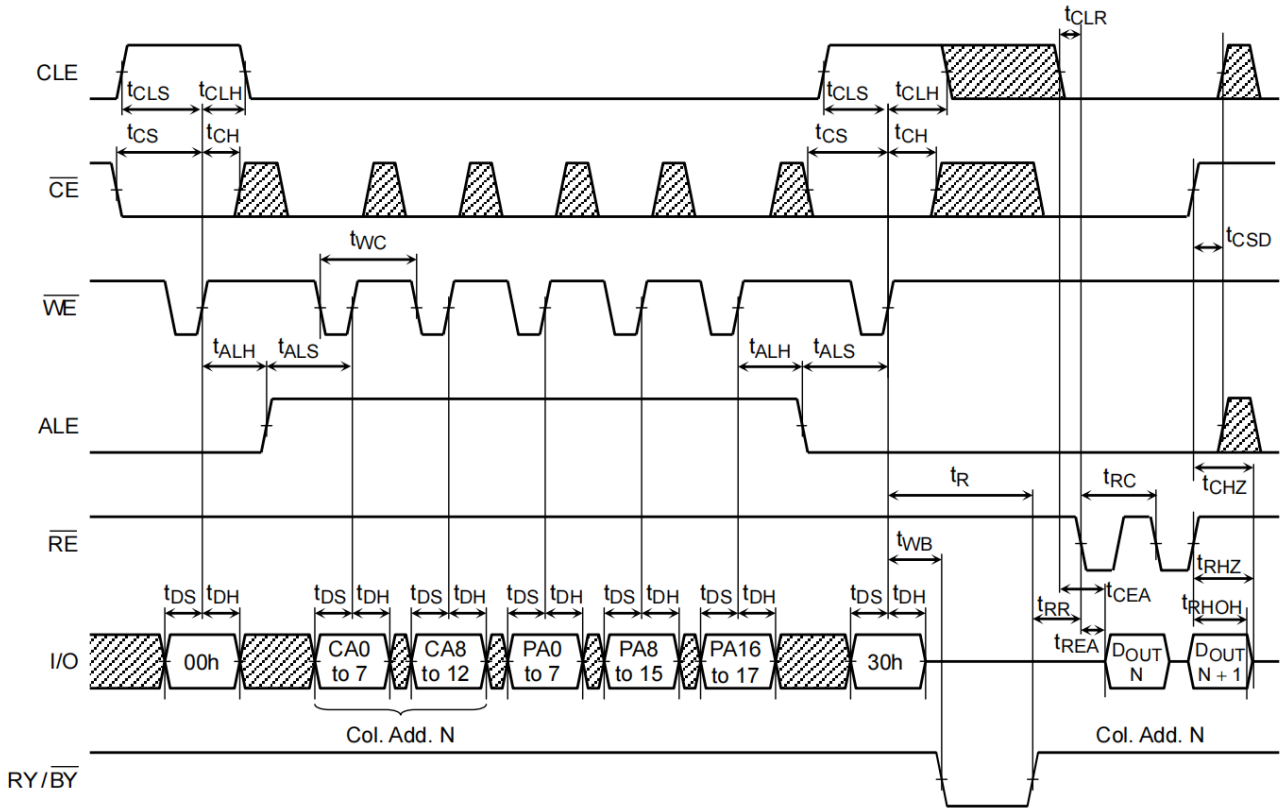 tCLR
CLE
tCLS tCLH tCLS tCLH
tCS tCH tCS tCH
CE
tWC tCSD
WE
tALH tALS tALH tALS
ALE
tR tRC tCHZ
RE
tWB tRHZ
tDS tDH tDS tDH tDS tDH tDS tDH tDS tDH tDS tDH tDS tDH tRR tCEA tRHOH
tREA
I/O 00h CA0 to 7 CA8 to 12 PA0 to 7 PA8 to 15 PA16 to 17 30h DOUT N DOUT N + 1
Col. Add. N Col. Add. N
RY/BY